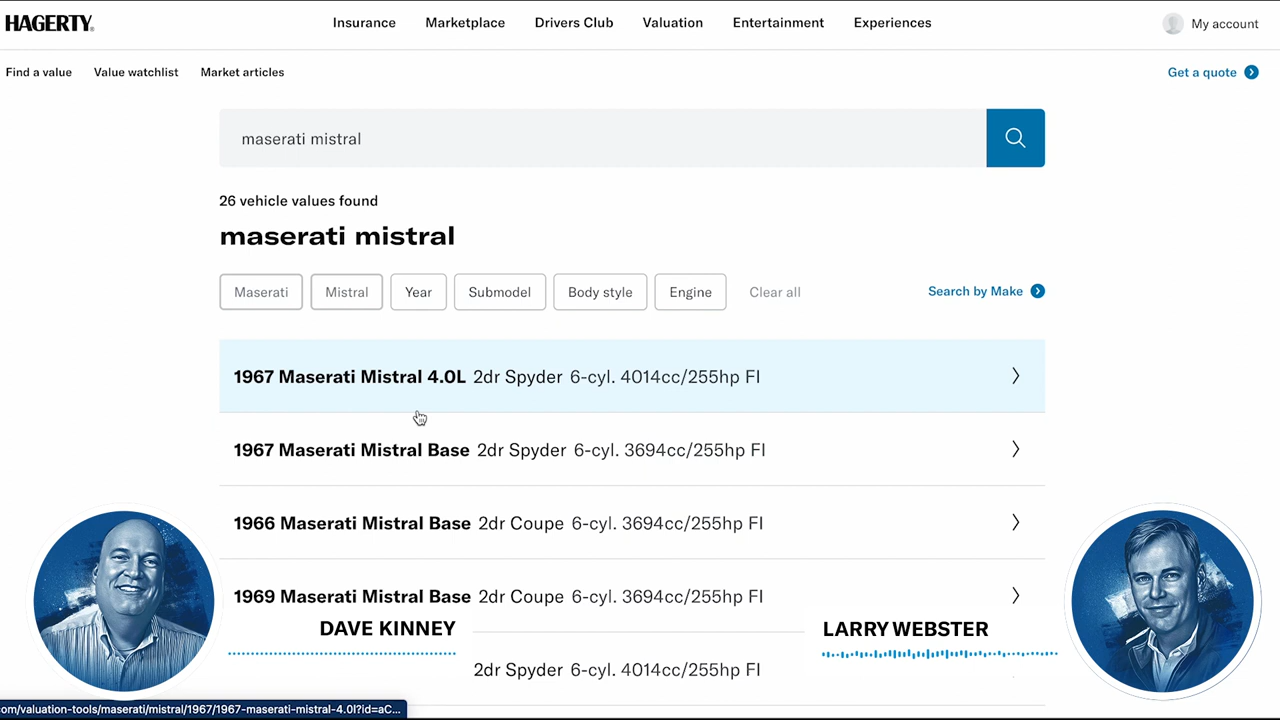 HAGERTY®
Insurance Marketplace Drivers Club Valuation Entertainment Experiences
My account
Find a value Value watchlist Market articles
Get a quote
maserati mistral
26 vehicle values found
maserati mistral
Maserati Mistral Year Submodel Body style Engine Clear all
Search by Make
1967 Maserati Mistral 4.0L 2dr Spyder 6-cyl. 4014cc/255hp FI
1967 Maserati Mistral Base 2dr Spyder 6-cyl. 3694cc/255hp FI
1966 Maserati Mistral Base 2dr Coupe 6-cyl. 3694cc/255hp FI
1969 Maserati Mistral Base 2dr Coupe 6-cyl. 3694cc/255hp FI
DAVE KINNEY
LARRY WEBSTER
2dr Spyder 6-cyl. 4014cc/255hp FI
com/valuation-tools/maserati/mistral/1967/1967-maserati-mistral-4.0l?id=aC...